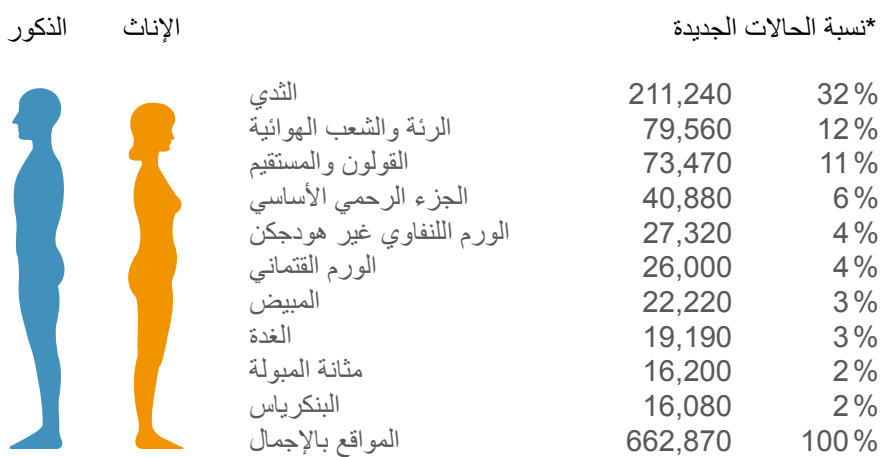 الذكور الإناث *نسبة الحالات الجديدة
الثدي 211,240 32%
الرئة والشعب الهوائية 79,560 12%
القولون والمستقيم 73,470 11%
الجزء الرحمي الأساسي 40,880 6%
الورم اللنفاوي غير هودجكن 27,320 4%
الورم القتماني 26,000 4%
المبيض 22,220 3%
الغدة 19,190 3%
مثانة المبولة 16,200 2%
البنكرياس 16,080 2%
المواقع بالإجمال 662,870 100%